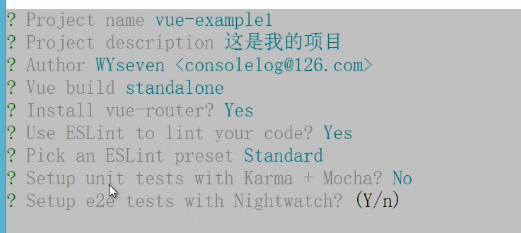 ? Project name vue-example1
? Project description 这是我的项目
? Author WYseven <consolelog@126.com>
? Vue build standalone
? Install vue-router? Yes
? Use ESLint to lint your code? Yes
? Pick an ESLint preset Standard
? Setup unit tests with Karma + Mocha? No
? Setup e2e tests with Nightwatch? (Y/n)